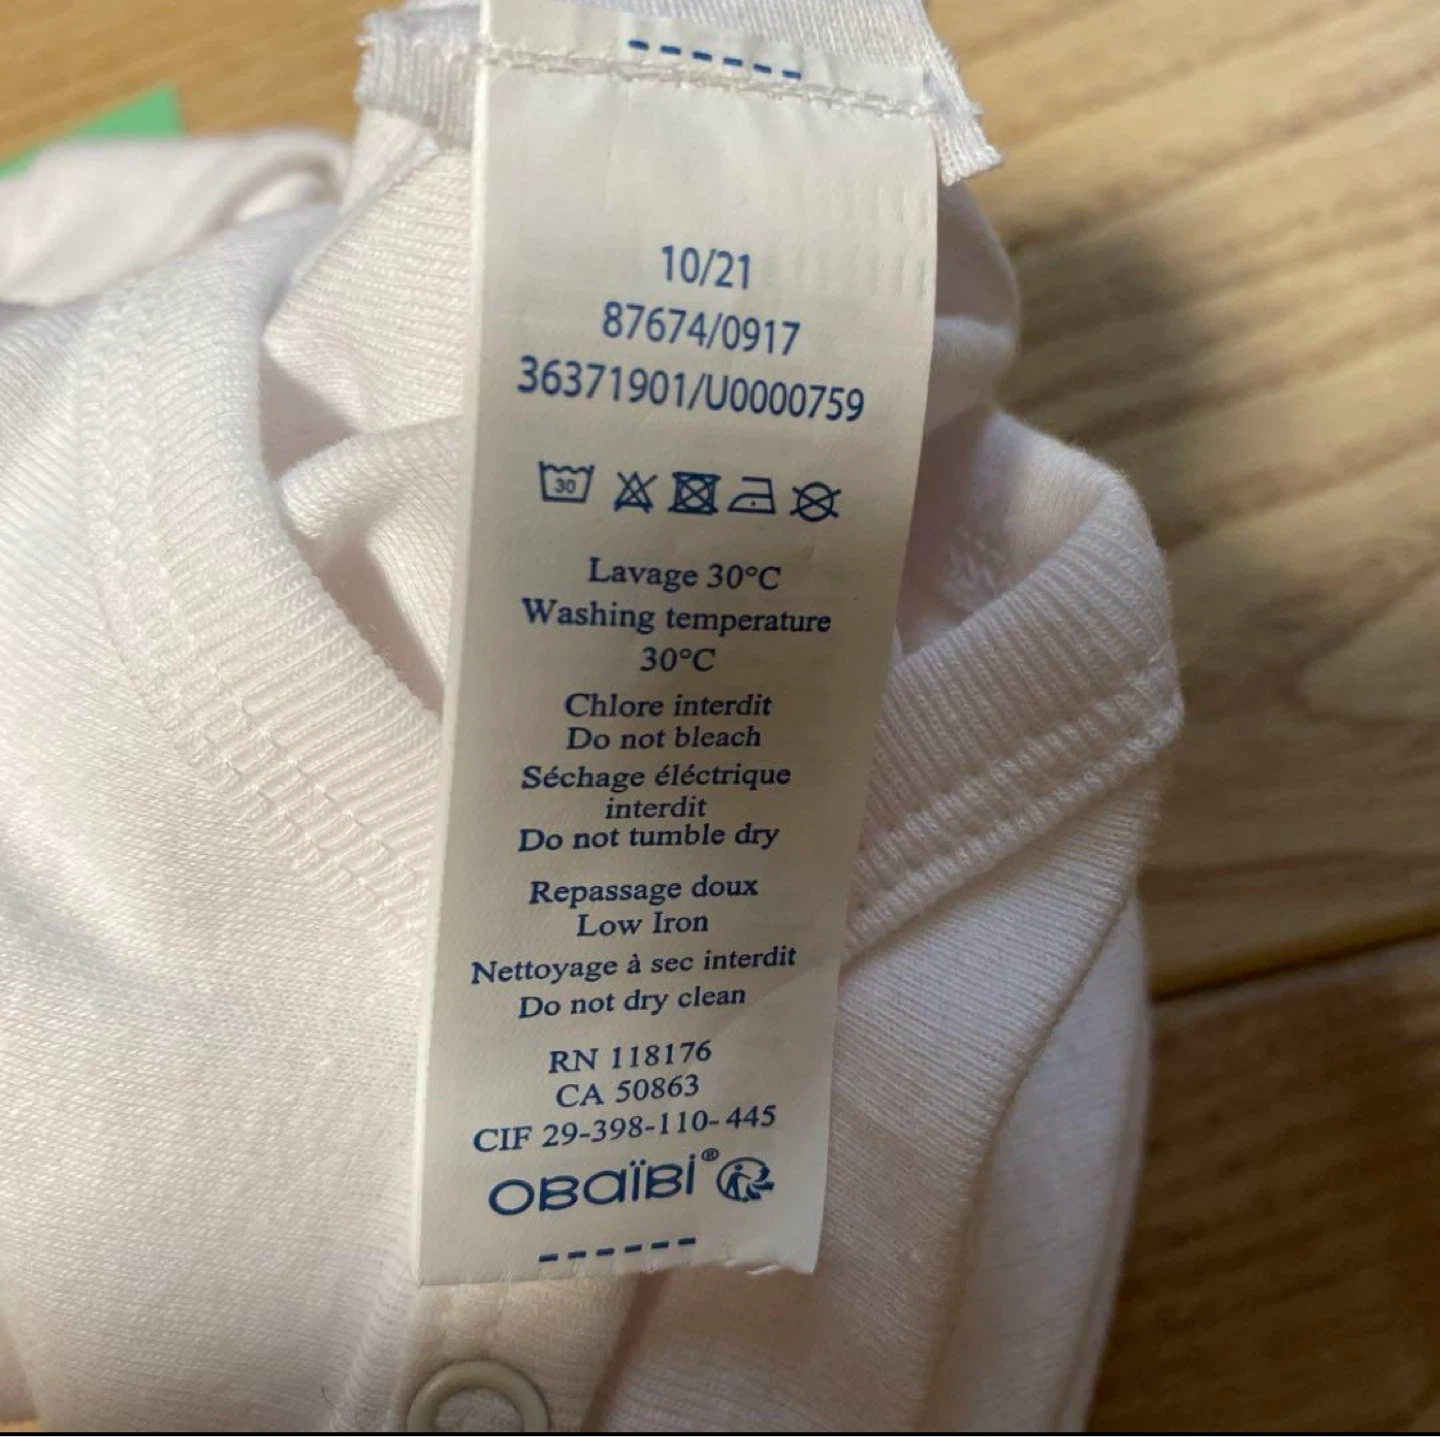 10/21
87674/0917
36371901/U0000759
30
Lavage 30°C
Washing temperature
30°C
Chlore interdit
Do not bleach
Séchage éléctrique
interdit
Do not tumble dry
Repassage doux
Low Iron
Nettoyage à sec interdit
Do not dry clean
RN 118176
CA 50863
CIF 29-398-110-445
OBaïBi®